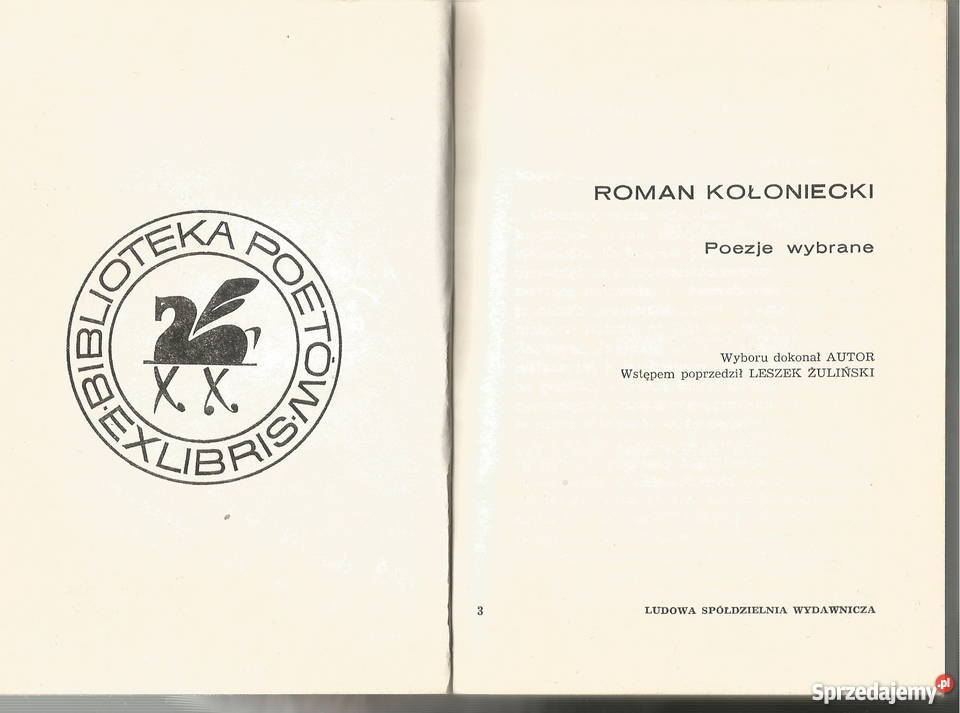 BIBLIOTEKA POETÓW
·EXLIBRIS·
ROMAN KOŁONIECKI
Poezje wybrane
Wyboru dokonał AUTOR
Wstępem poprzedził LESZEK ŻULIŃSKI
3
LUDOWA SPÓŁDZIELNIA WYDAWNICZA
Sprzedajemy.pl